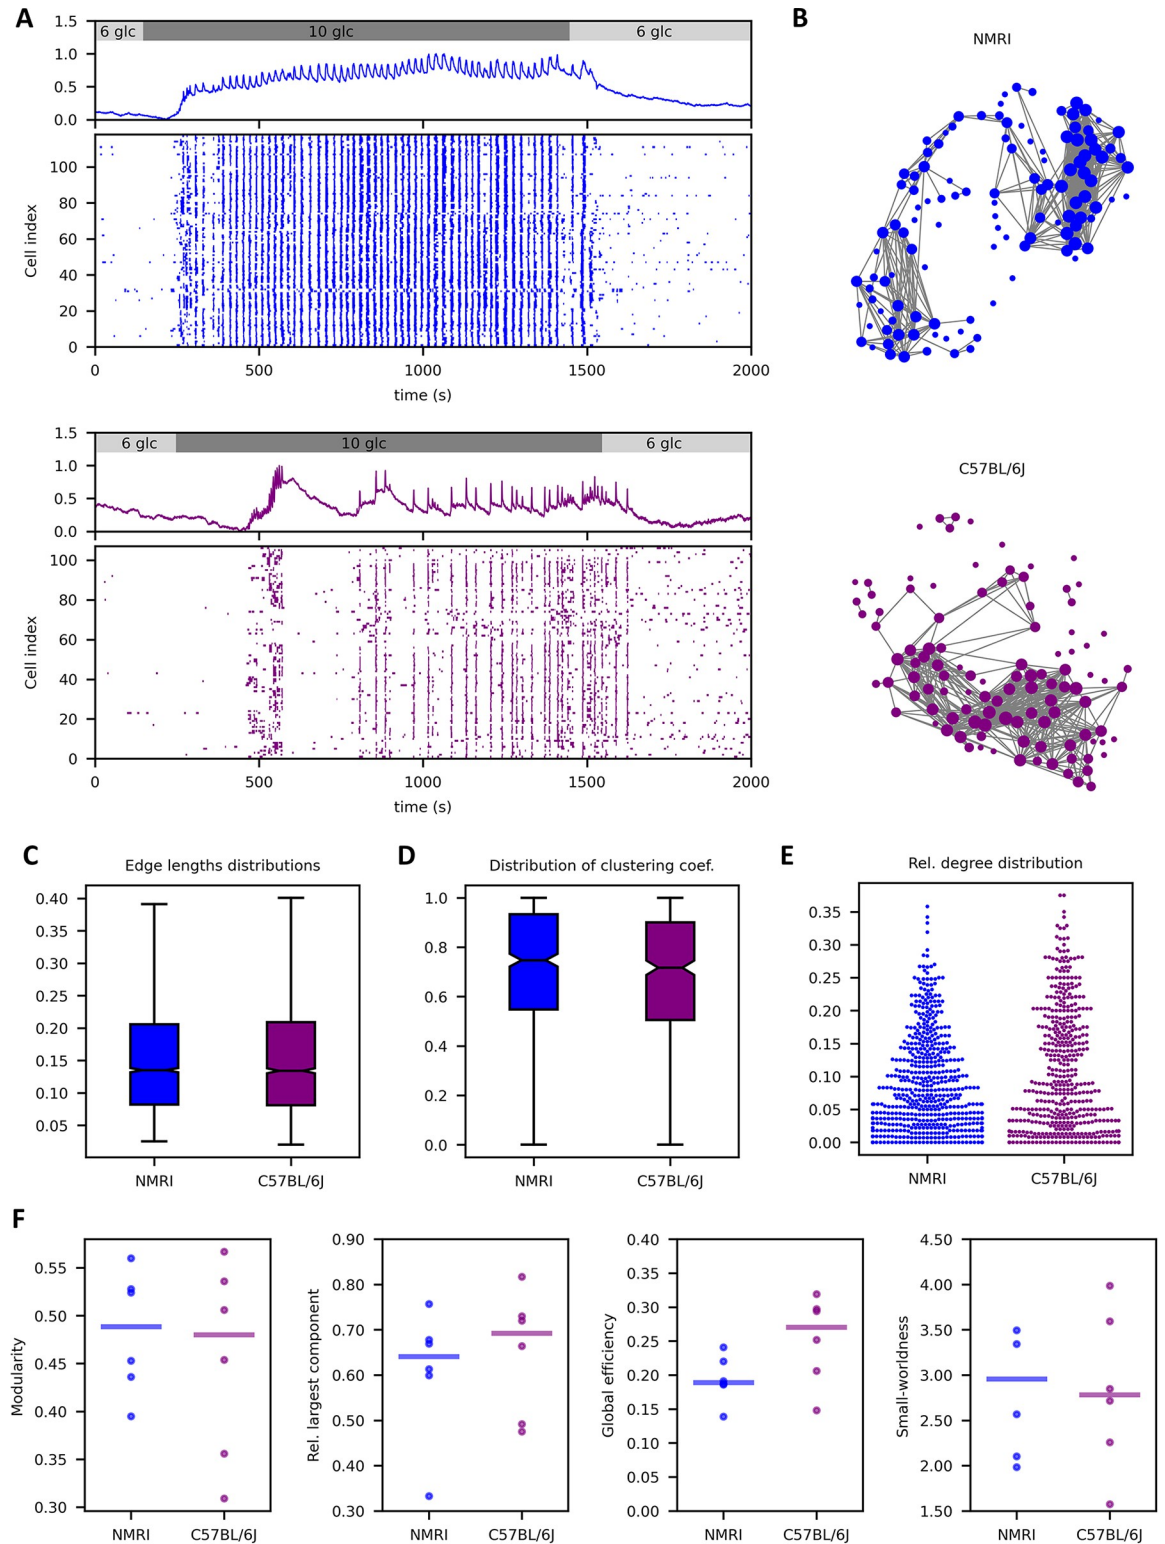 A
B
6 glc
10 glc
6 glc
1.5
1.0
0.5
0.0
NMRI
Cell index
100
80
60
40
20
0
0
500
1000
1500
2000
time (s)
6 glc
10 glc
6 glc
1.5
1.0
0.5
0.0
C57BL/6J
Cell index
100
80
60
40
20
0
0
500
1000
1500
2000
time (s)
C
Edge lengths distributions
0.40
0.35
0.30
0.25
0.20
0.15
0.10
0.05
NMRI
C57BL/6J
D
Distribution of clustering coef.
1.0
0.8
0.6
0.4
0.2
0.0
NMRI
C57BL/6J
E
Rel. degree distribution
0.35
0.30
0.25
0.20
0.15
0.10
0.05
0.00
NMRI
C57BL/6J
F
Modularity
0.55
0.50
0.45
0.40
0.35
0.30
NMRI
C57BL/6J
Rel. largest component
0.90
0.80
0.70
0.60
0.50
0.40
0.30
NMRI
C57BL/6J
Global efficiency
0.40
0.35
0.30
0.25
0.20
0.15
0.10
0.05
0.00
NMRI
C57BL/6J
Small-worldness
4.50
4.00
3.50
3.00
2.50
2.00
1.50
NMRI
C57BL/6J